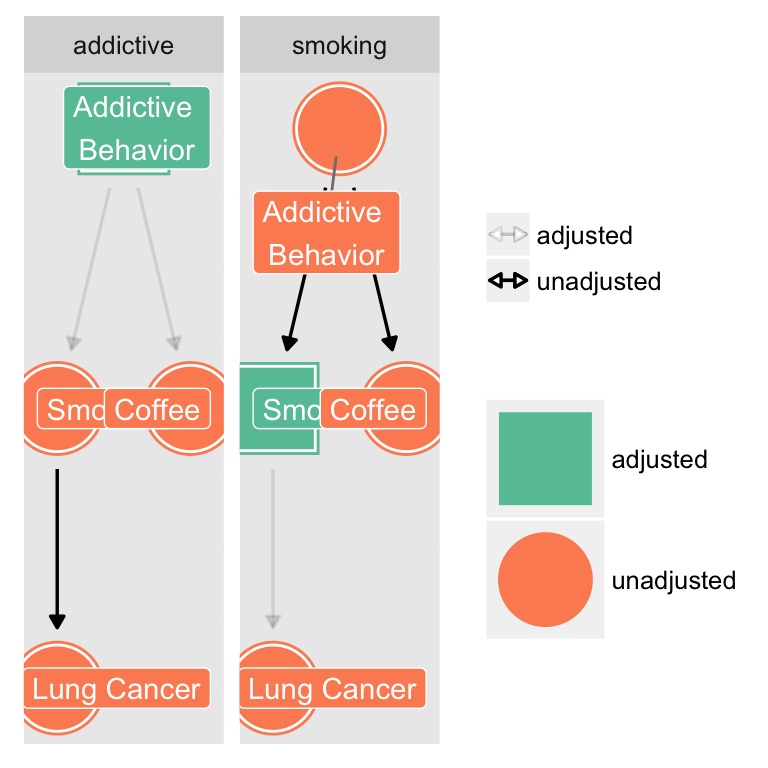 addictive
smoking
Addictive
Behavior
Addictive
Behavior
adjusted
unadjusted
Smo
Coffee
Smo
Coffee
adjusted
unadjusted
Lung Cancer
Lung Cancer